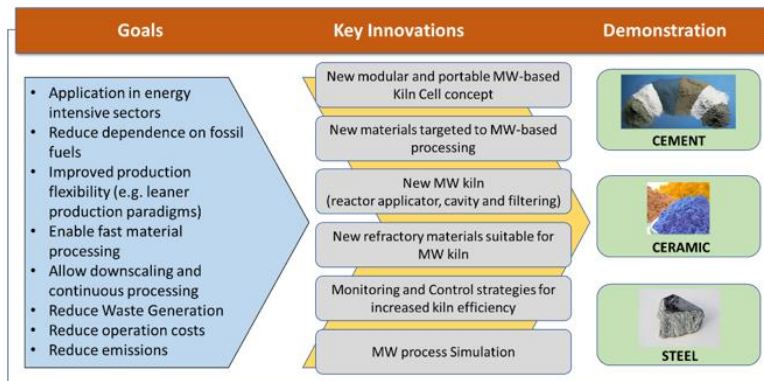 Goals
Key Innovations
Demonstration
• Application in energy
intensive sectors
• Reduce dependence on fossil
fuels
• Improved production
flexibility (e.g. leaner
production paradigms)
• Enable fast material
processing
• Allow downscaling and
continuous processing
• Reduce Waste Generation
• Reduce operation costs
• Reduce emissions
New modular and portable MW-based
Kiln Cell concept
New materials targeted to MW-based
processing
New MW kiln
(reactor applicator, cavity and filtering)
New refractory materials suitable for
MW kiln
Monitoring and Control strategies for
increased kiln efficiency
MW process Simulation
CEMENT
CERAMIC
STEEL